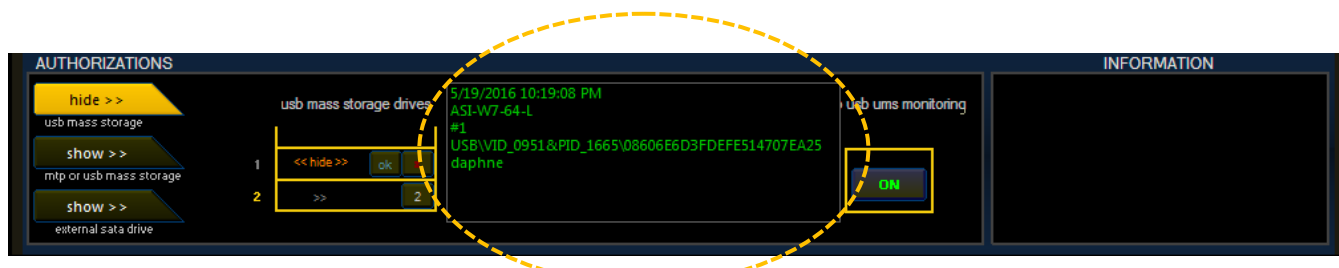 AUTHORIZATIONS
INFORMATION
hide >>
usb mass storage
show >>
mtp or usb mass storage
show >>
external sata drive
usb mass storage drives
1
<< hide >>
ok
2
>>
2
5/19/2016 10:19:08 PM
ASI-W7-64-L
#1
USB\VID_0951&PID_1665\08606E6D3FDEFE514707EA25
daphne
usb ums monitoring
ON